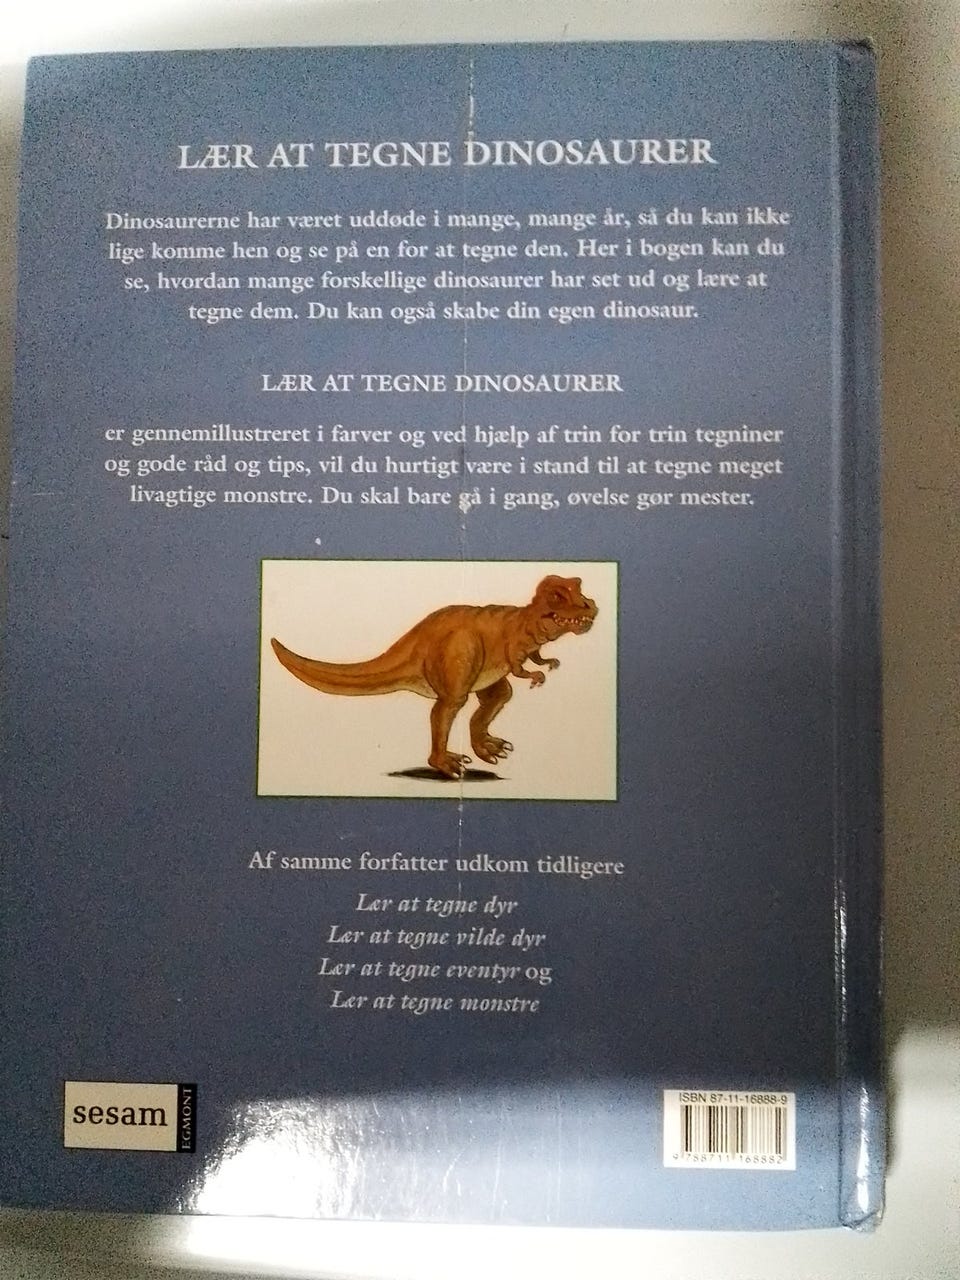 LÆR AT TEGNE DINOSAURER
Dinosaurerne har været uddøde i mange, mange år, så du kan ikke
lige komme hen og se på en for at tegne den. Her i bogen kan du
se, hvordan mange forskellige dinosaurer har set ud og lære at
tegne dem. Du kan også skabe din egen dinosaur.
LÆR AT TEGNE DINOSAURER
er gennemillustreret i farver og ved hjælp af trin for trin tegniner
og gode råd og tips, vil du hurtigt være i stand til at tegne meget
livagtige monstre. Du skal bare gå i gang, øvelse gør mester.
Af samme forfatter udkom tidligere
Lær at tegne dyr
Lær at tegne vilde dyr
Lær at tegne eventyr og
Lær at tegne monstre
sesam
EGMONT
ISBN 87-11-16888-9
9 788711 168882